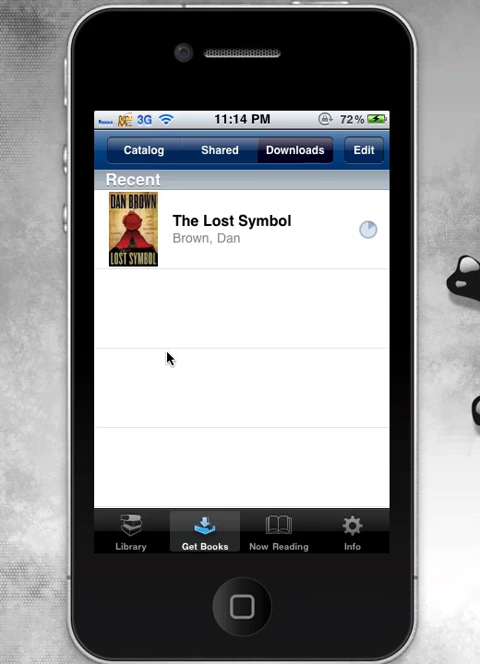 3G 11:14 PM 72%
Catalog Shared Downloads Edit
Recent
DAN BROWN
THE
LOST SYMBOL
The Lost Symbol
Brown, Dan
Library Get Books Now Reading Info